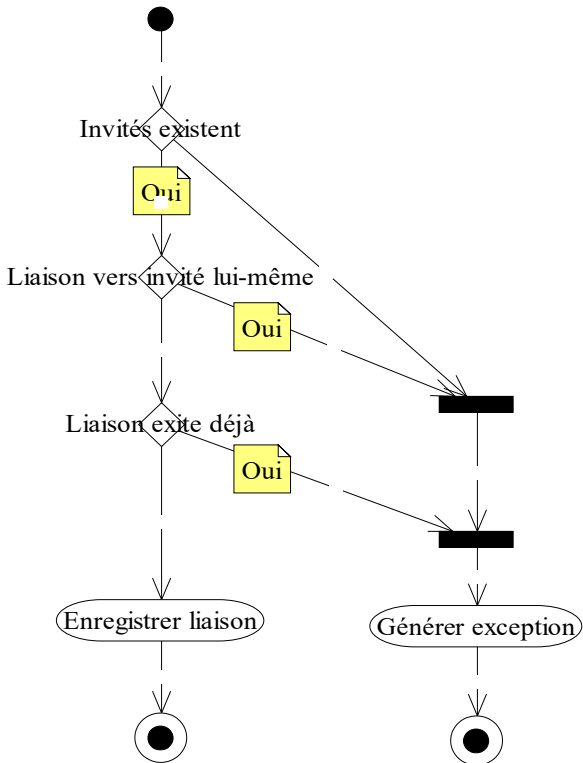 Invités existent
Oui
Liaison vers invité lui-même
Oui
Liaison exite déjà
Oui
Enregistrer liaison
Générer exception